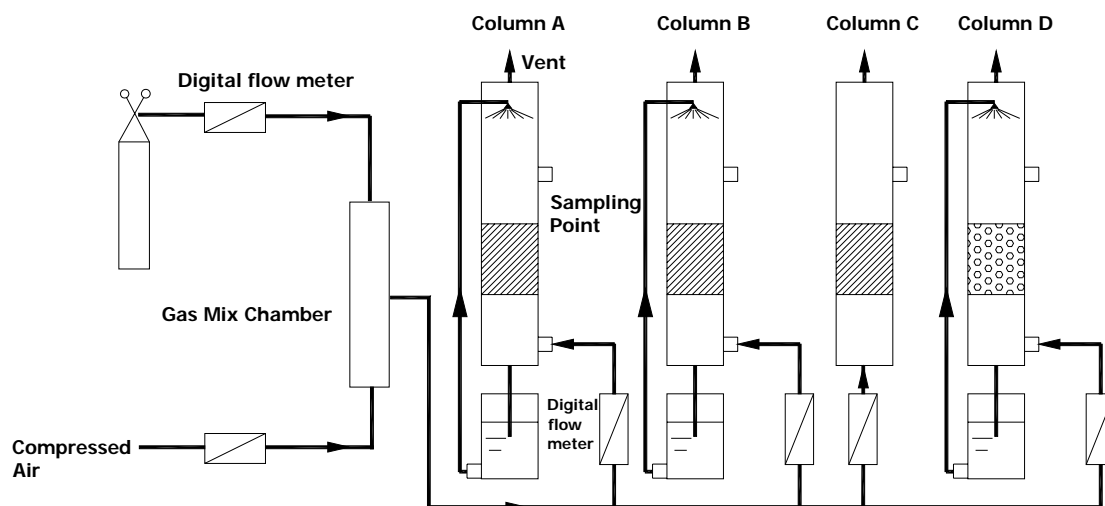 Column A
Column B
Column C
Column D
Vent
Digital flow meter
Sampling
Point
Gas Mix Chamber
Digital
flow
meter
Compressed
Air